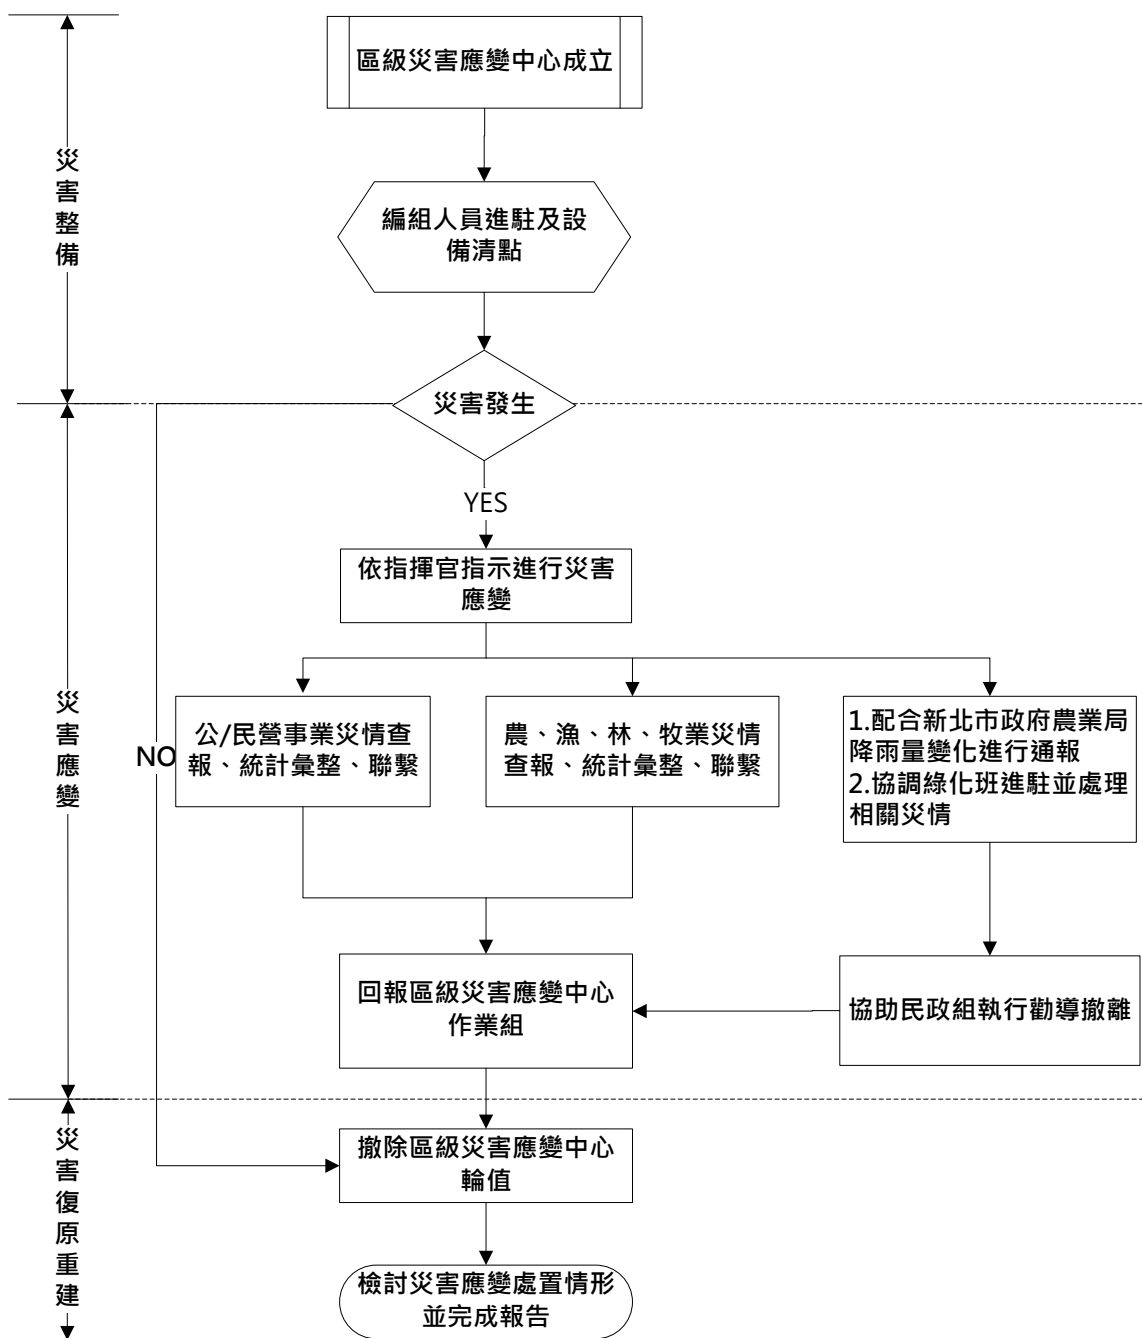 區級災害應變中心成立
災害整備
編組人員進駐及設
備清點
災害發生
YES
依指揮官指示進行災害
應變
災害應變
NO
公/民營事業災情查
報、統計彙整、聯繫
農、漁、林、牧業災情
查報、統計彙整、聯繫
1.配合新北市政府農業局
降雨量變化進行通報
2.協調綠化班進駐並處理
相關災情
回報區級災害應變中心
作業組
協助民政組執行勸導撤離
災害復原重建
撤除區級災害應變中心
輪值
檢討災害應變處置情形
並完成報告